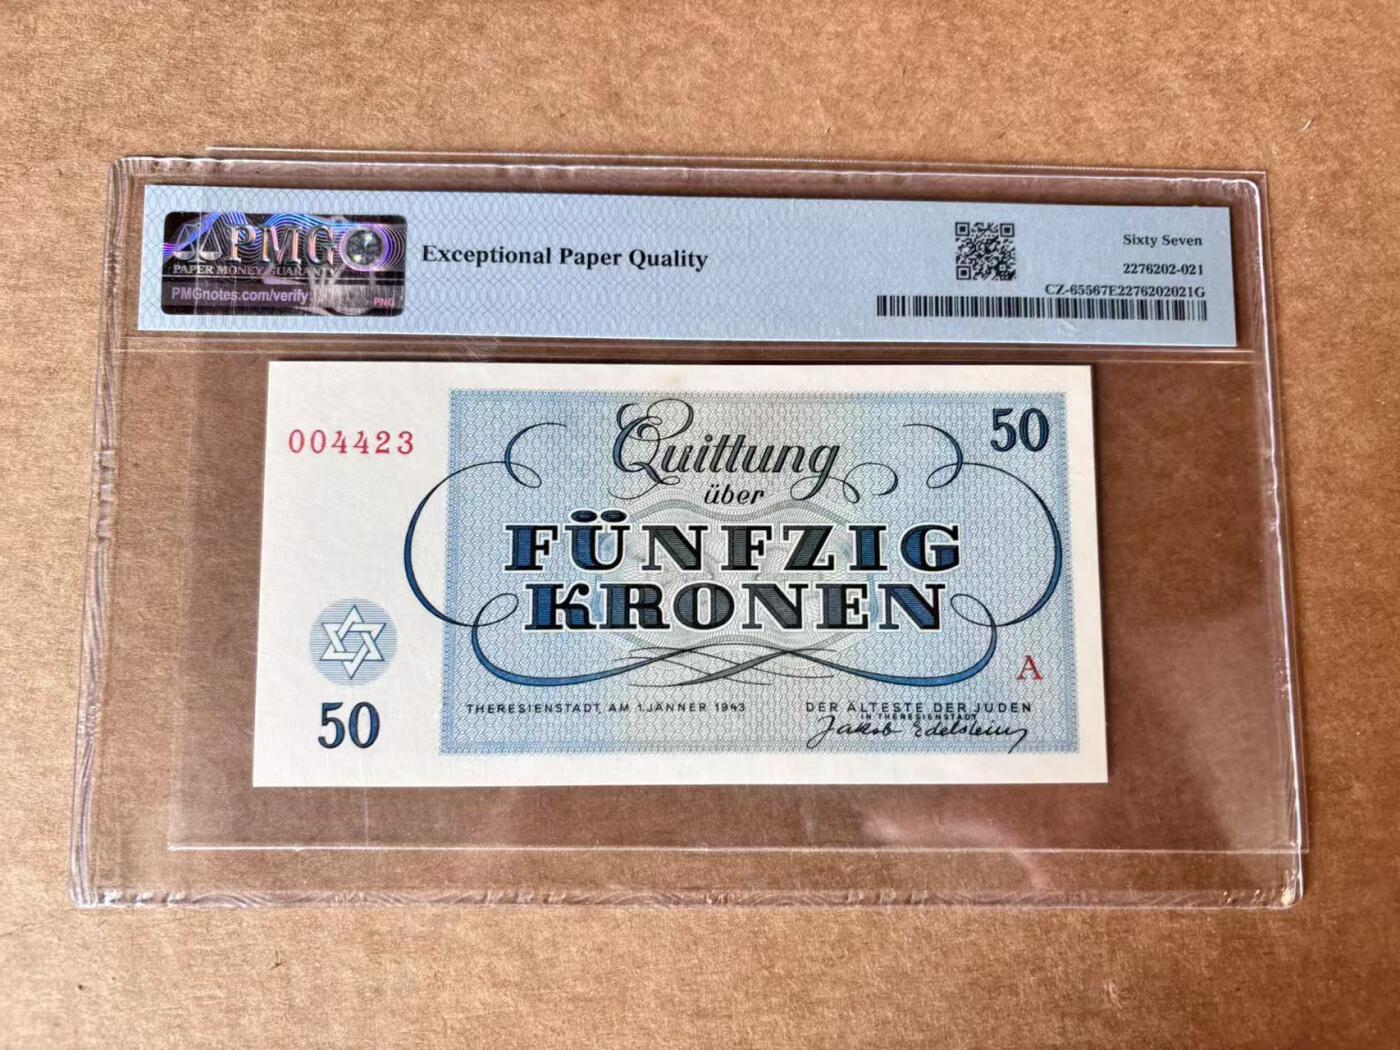 PMG
PAPER MONEY GUARANTY
PMGnotes.com/verify
PNG
Exceptional Paper Quality
Sixty Seven
2276202-021
CZ-65567E2276202021G
004423
50
Quittung
über
FÜNFZIG
KRONEN
A
50
THERESIENSTADT, AM 1. JÄNNER 1943
DER ÄLTESTE DER JUDEN
IN THERESIENSTADT
Jakob Edelstein